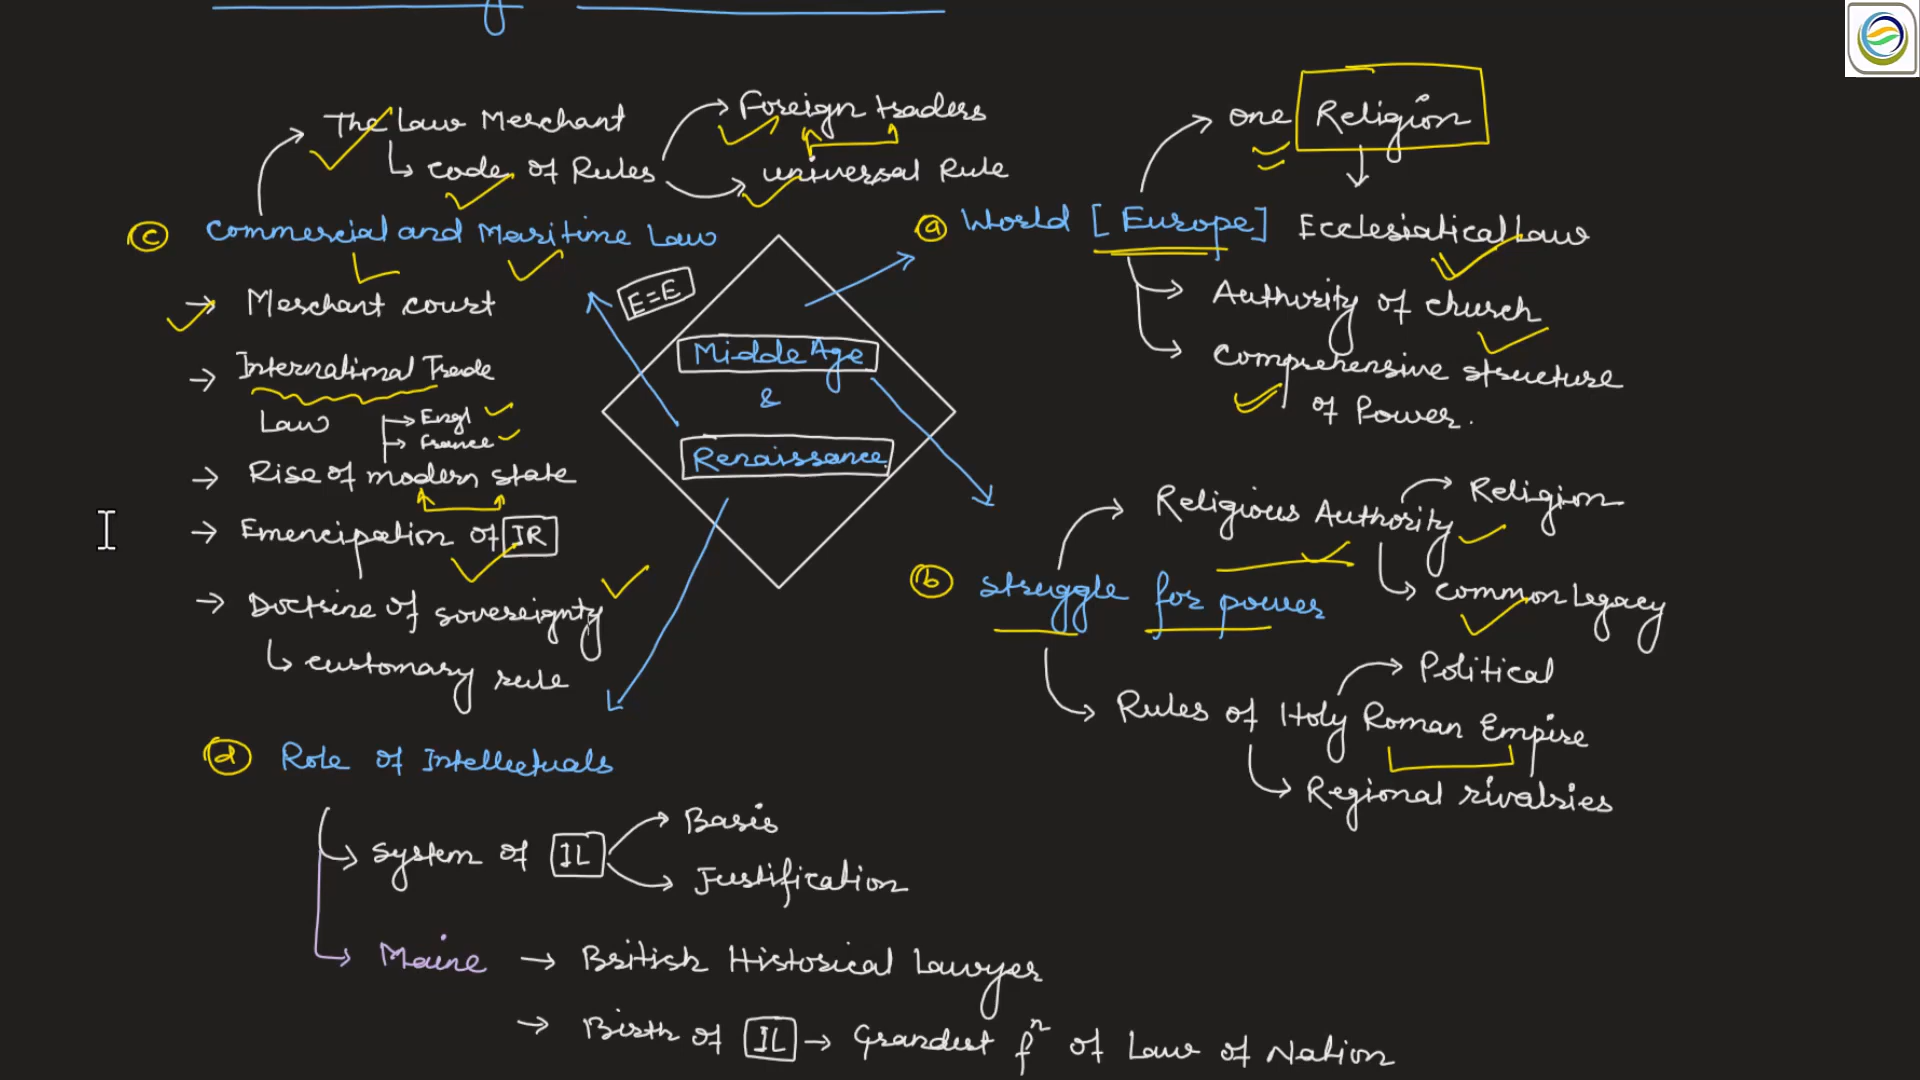 The Law Merchant
code of Rules
Foreign traders
universal Rule
c Commercial and Maritime Law
→ Merchant court
→ International Trade
Law → Engl
→ France
→ Rise of modern state
→ Emencipation of IR
→ Doctrine of sovereignty
customary rule
E=E
Middle Age
&
Renaissance
a World [Europe]
one Religion
Ecclesiatical Law
Authority of church
comprehensive structure
of Power.
b struggle for power
Religious Authority
Religion
common Legacy
Rules of Holy Roman Empire
Political
Regional rivalries
d Role of Intellectuals
System of IL
Basis
Justification
Maine → British Historical Lawyer
→ Birth of IL → Grandest fn of Law of Nation